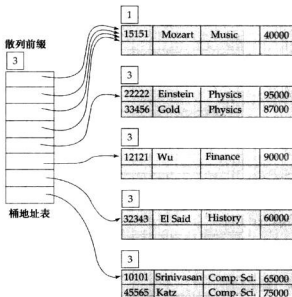 散列前缀
3
桶地址表
1
15151 Mozart Music 40000
3
22222 Einstein Physics 95000
33456 Gold Physics 87000
3
12121 Wu Finance 90000
3
32343 El Said History 60000
3
10101 Srinivasan Comp. Sci. 65000
45565 Katz Comp. Sci. 75000